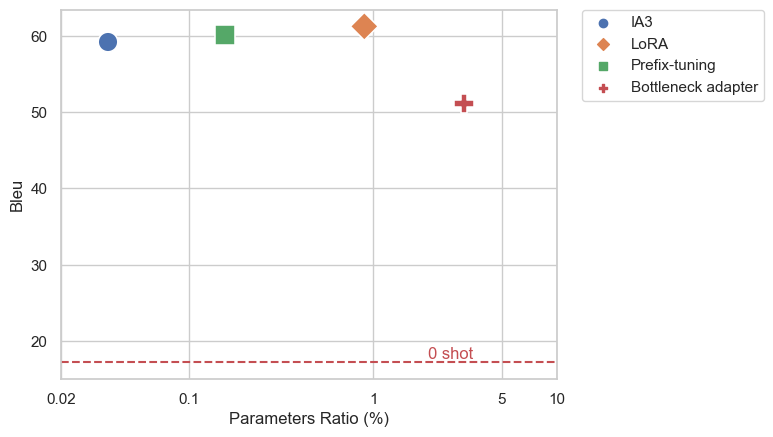 60
50
40
30
20
Bleu
0 shot
0.02
0.1
1
5
10
Parameters Ratio (%)
IA3
LoRA
Prefix-tuning
Bottleneck adapter